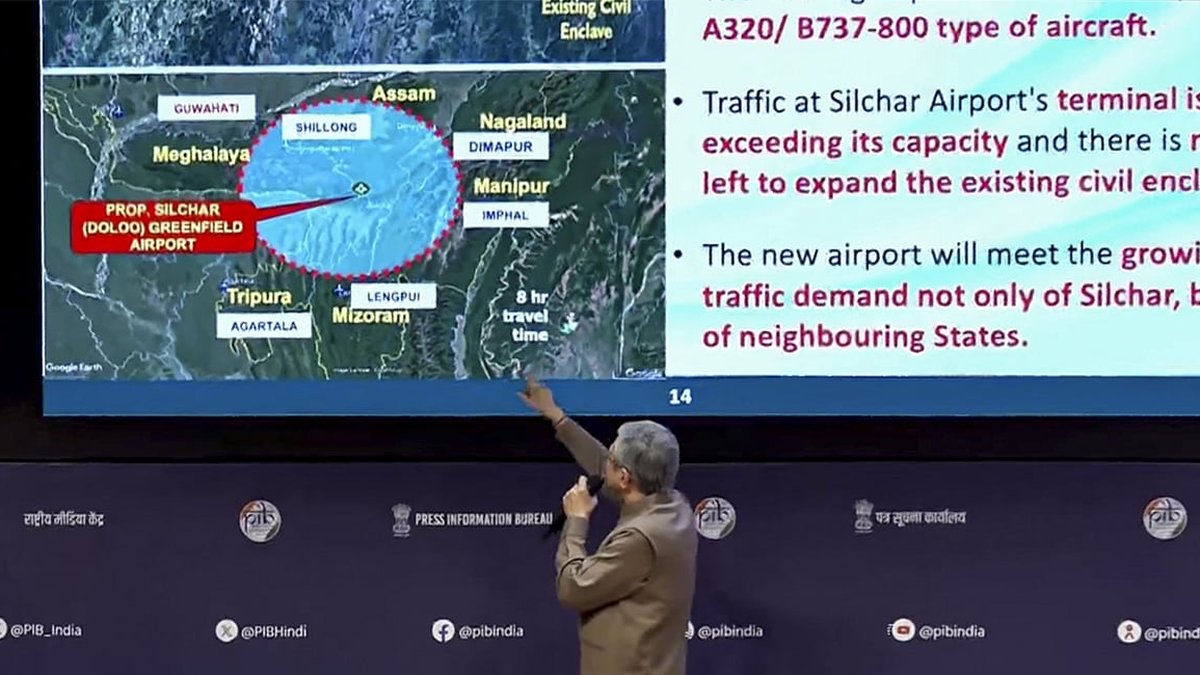 Existing Civil
Enclave
A320/ B737-800 type of aircraft.
Assam
GUWAHATI
SHILLONG
Nagaland
DIMAPUR
Meghalaya
Manipur
IMPHAL
PROP. SILCHAR
(DOLOO) GREENFIELD
AIRPORT
Tripura
AGARTALA
LENGPUI
Mizoram
8 hr
travel
time
Google Earth
Google
• Traffic at Silchar Airport's terminal is
exceeding its capacity and there is
left to expand the existing civil
• The new airport will meet the
traffic demand not only of Silchar,
of neighbouring States.
14
राष्ट्रीय मीडिया केंद्र
pib
PRESS INFORMATION BUREAU
pib
पत्र सूचना कार्यालय
pib
@PIB_India
@PIBHindi
@pibindia
@pibindia
@pibindia